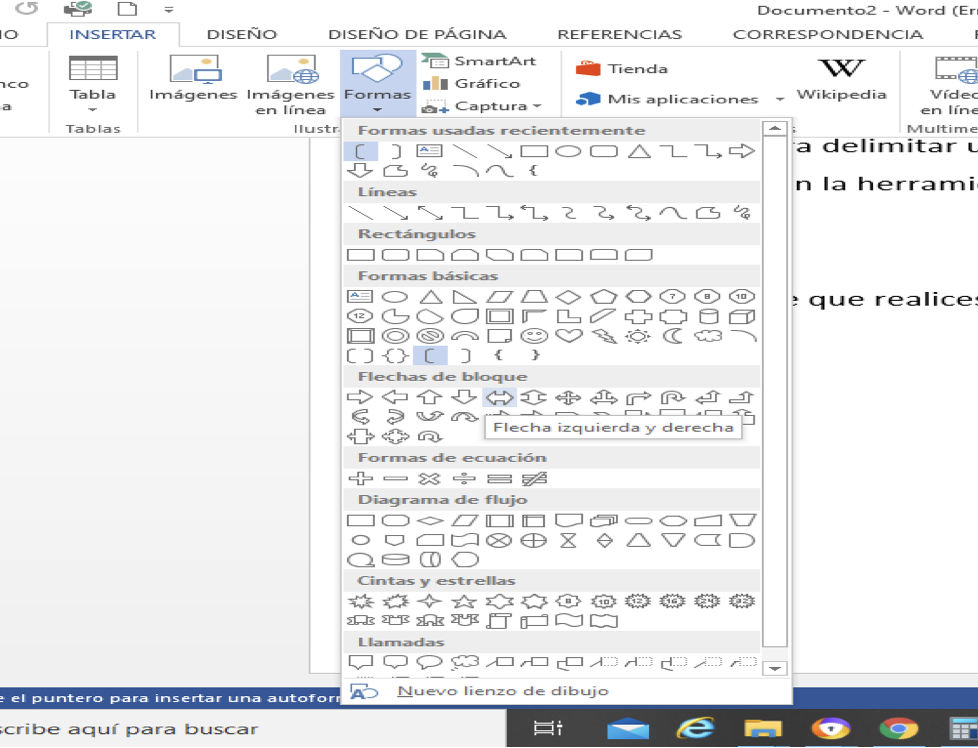 Documento2 - Word (Er
IO INSERTAR DISEÑO DISEÑO DE PÁGINA REFERENCIAS CORRESPONDENCIA
nco
a
Tabla
Imágenes
Imágenes
en línea
Formas
SmartArt
Gráfico
Captura
Tienda
Mis aplicaciones
Wikipedia
Víde
en líne
Tablas
Ilustr
s
Multime
Formas usadas recientemente
a delimitar u
n la herrami
Líneas
Rectángulos
Formas básicas
e que realices
Flechas de bloque
Flecha izquierda y derecha
Formas de ecuación
Diagrama de flujo
Cintas y estrellas
Llamadas
Nuevo lienzo de dibujo
e el puntero para insertar una autofor
scribe aquí para buscar